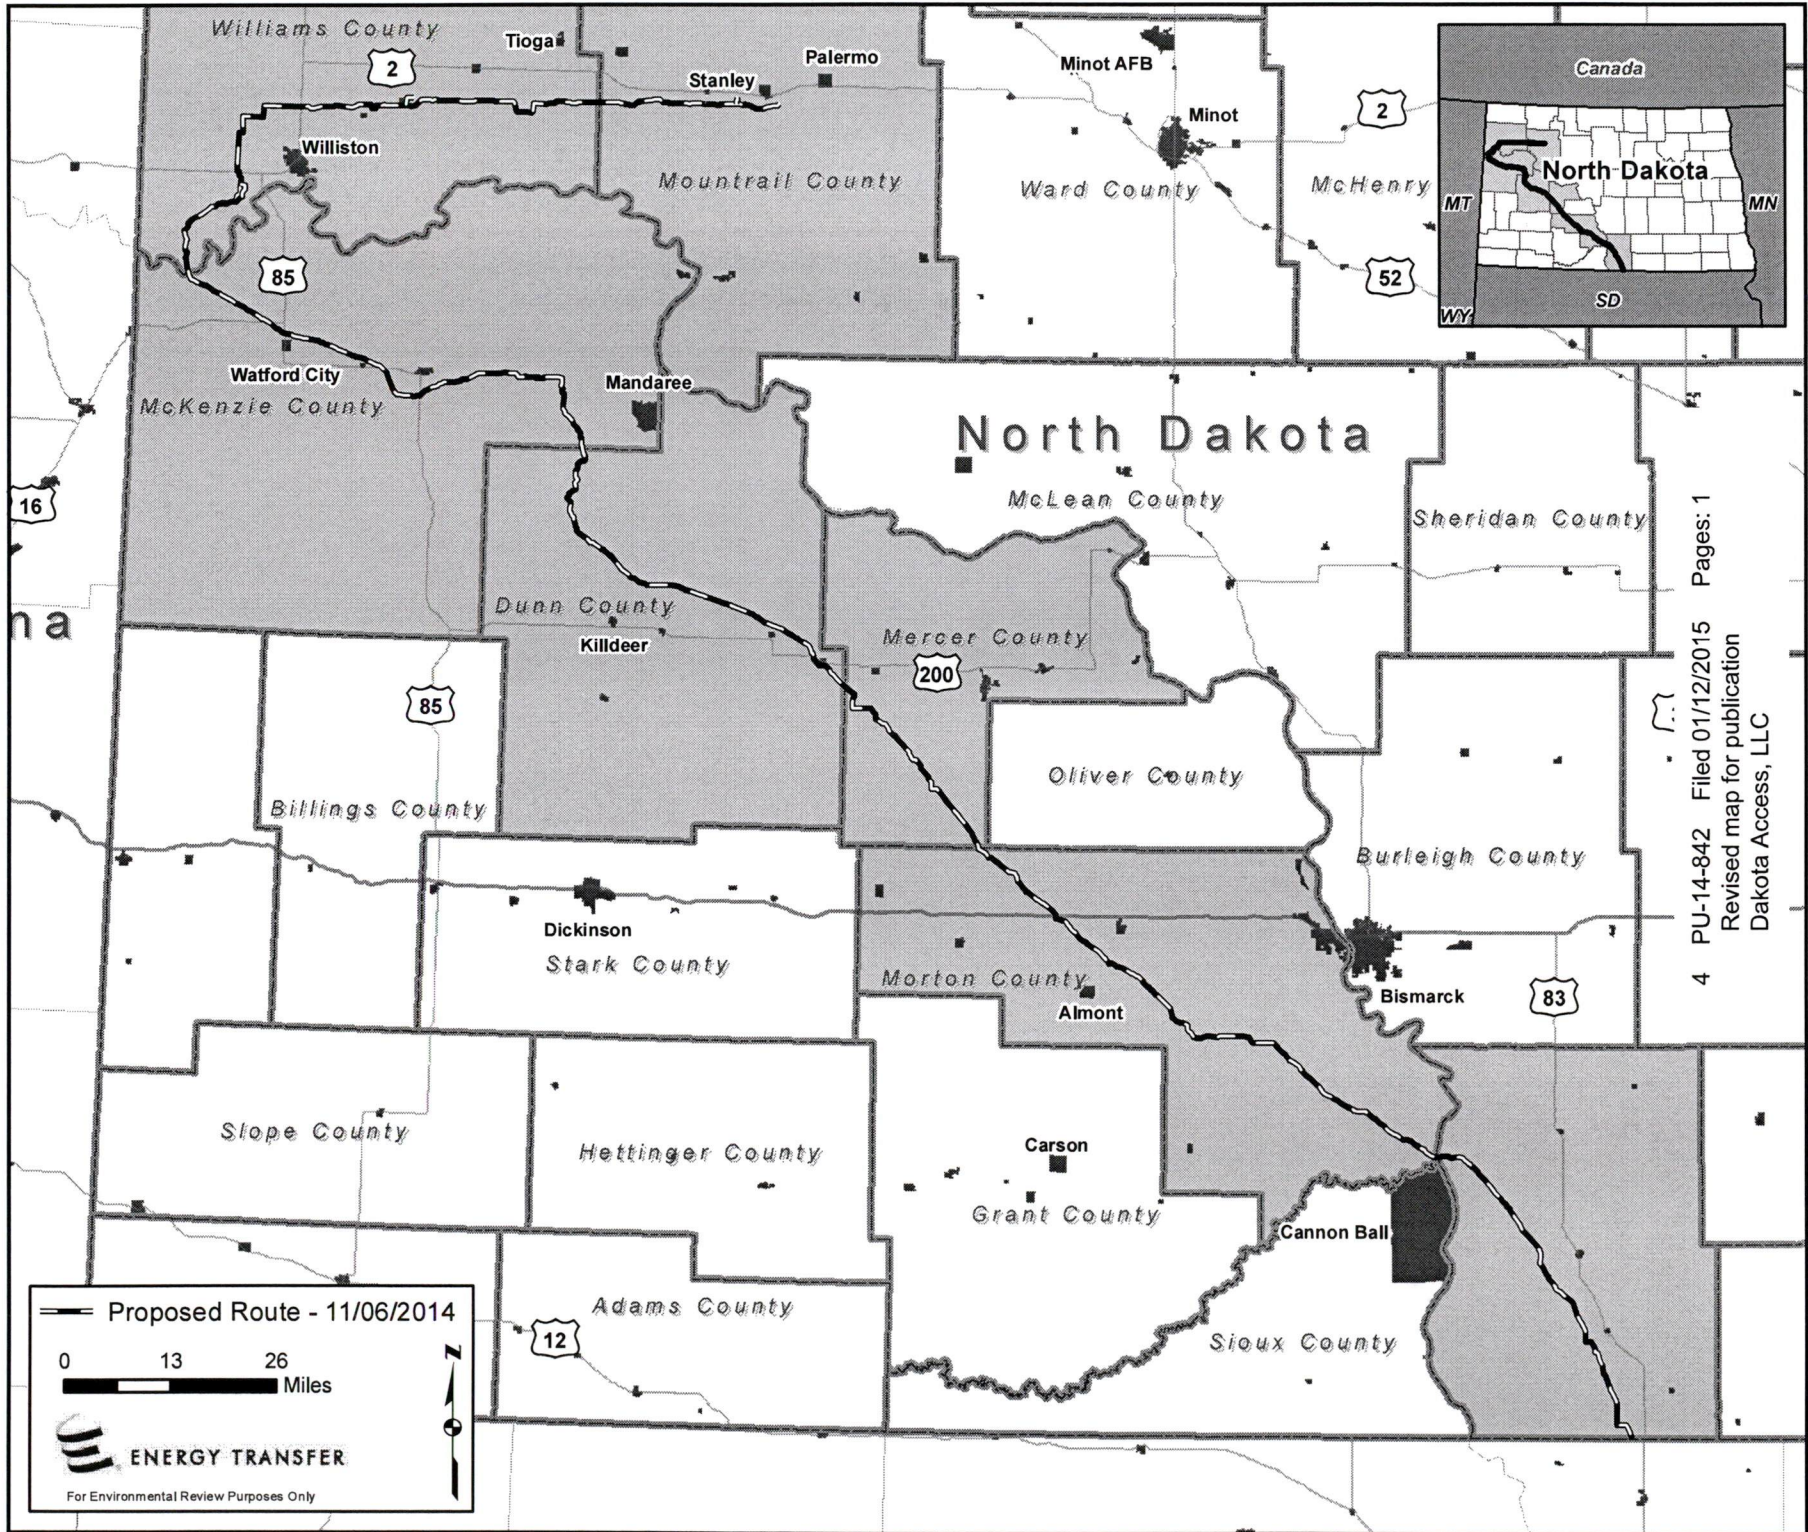 Williams County
2
Tioga
Stanley
Palermo
Minot AFB
Minot
2
Canada
Williston
Mountrail County
Ward County
McHenry
North Dakota
MT
MN
85
52
SD
WY
Watford City
McKenzie County
Mandaree
North Dakota
McLean County
Sheridan County
16
na
Dunn County
Killdeer
Mercer County
200
85
Oliver County
Billings County
Burleigh County
Dickinson
Stark County
Morton County
Almont
Bismarck
83
Slope County
Hettinger County
Carson
Grant County
Cannon Ball
Adams County
12
Sioux County
Proposed Route - 11/06/2014
0 13 26
Miles
N
ENERGY TRANSFER
For Environmental Review Purposes Only
4 PU-14-842 Filed 01/12/2015 Pages: 1
Revised map for publication
Dakota Access, LLC